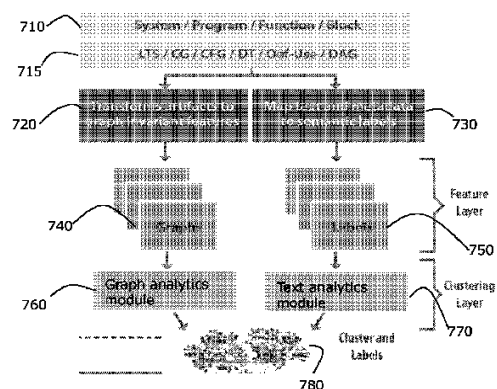 710
System / Program / Function / Block
715
LTS / CG / CFG / DT / Def-Use / DAG
720
Transform artifacts to
graph invariant features
Map text and metadata
to semantic labels
730
740
Graphs
Labels
750
Feature
Layer
760
Graph analytics
module
Text analytics
module
770
Clustering
Layer
Cluster and
Labels
780